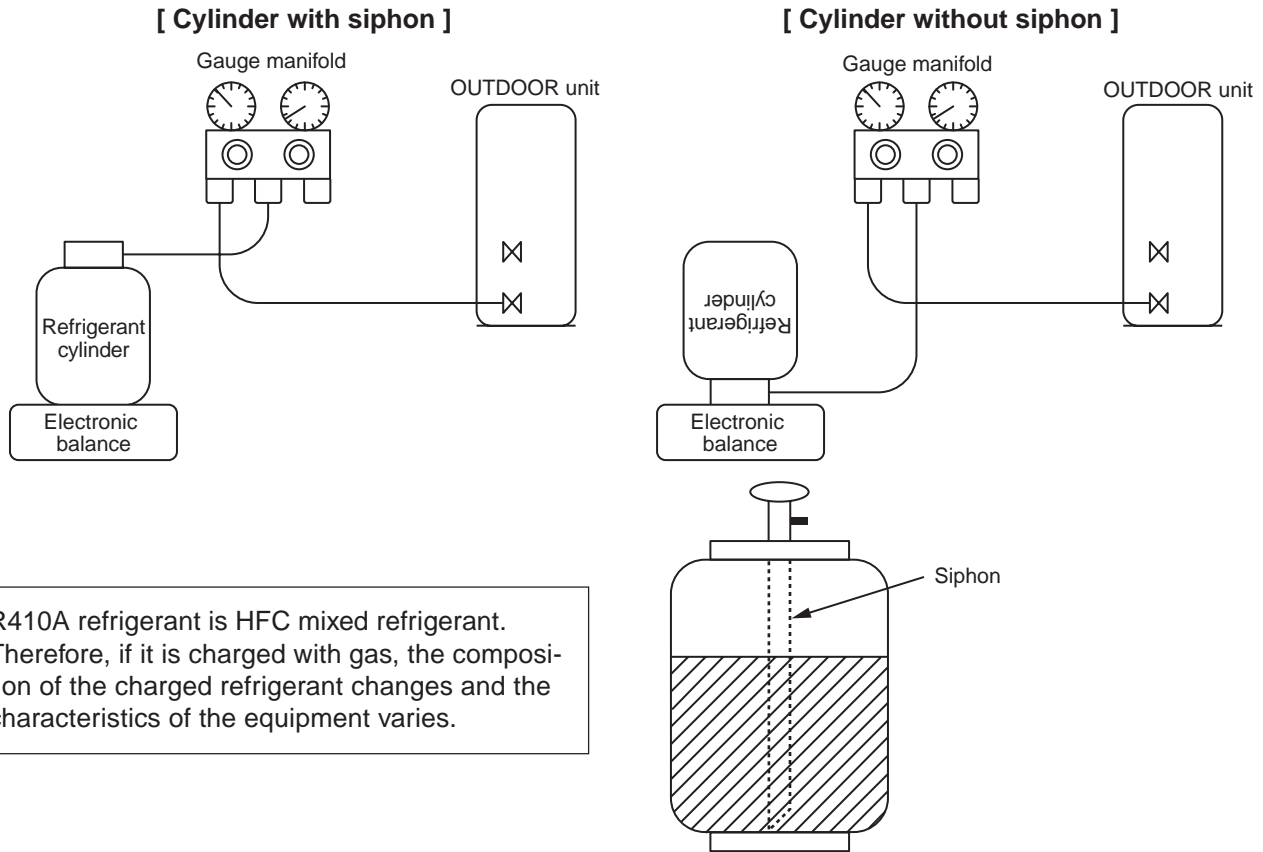 [ Cylinder with siphon ]
Gauge manifold
OUTDOOR unit
Refrigerant
cylinder
Electronic
balance
[ Cylinder without siphon ]
Gauge manifold
OUTDOOR unit
Refrigerant
cylinder
Electronic
balance
Siphon
R410A refrigerant is HFC mixed refrigerant.
Therefore, if it is charged with gas, the composi-
tion of the charged refrigerant changes and the
characteristics of the equipment varies.